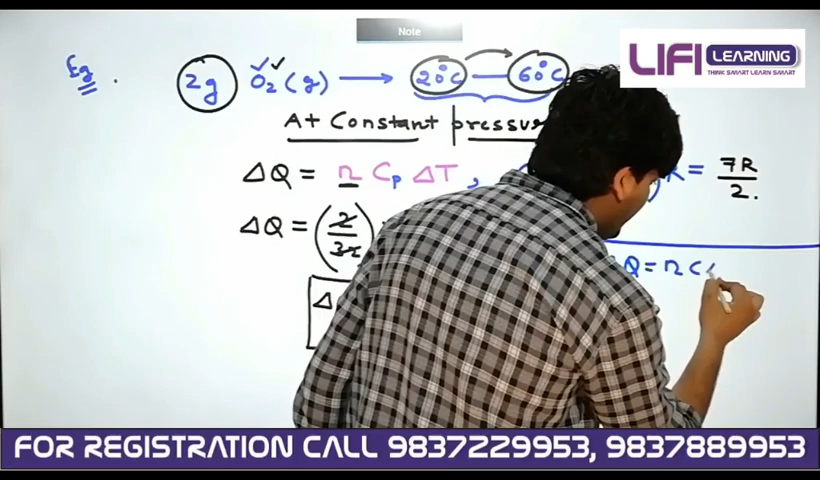 Note
LIFI LEARNING
THINK SMART LEARN SMART
Eg.
2g O₂(g) → 20°C — 60°C
At Constant pressure
ΔQ = n Cₚ ΔT, R = 7R/2.
ΔQ = (2/32)
ΔQ = n C
Δ
FOR REGISTRATION CALL 9837229953, 9837889953